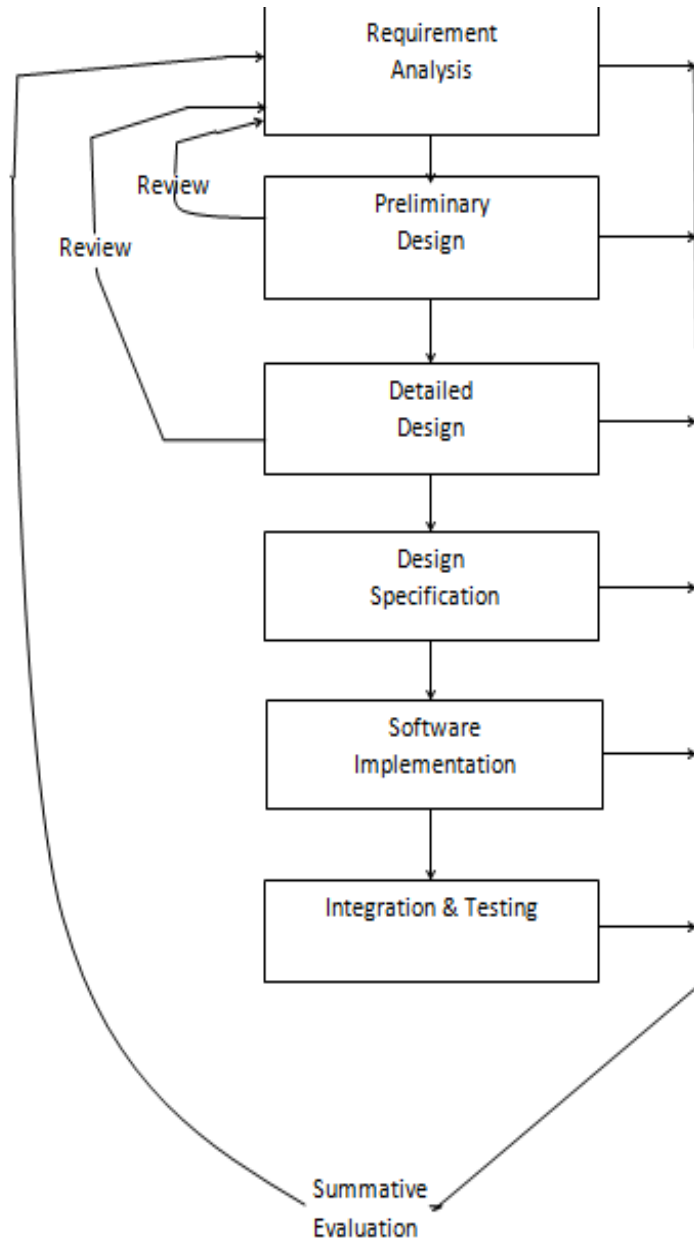 Requirement
Analysis
Review
Preliminary
Design
Review
Detailed
Design
Design
Specification
Software
Implementation
Integration & Testing
Summative
Evaluation